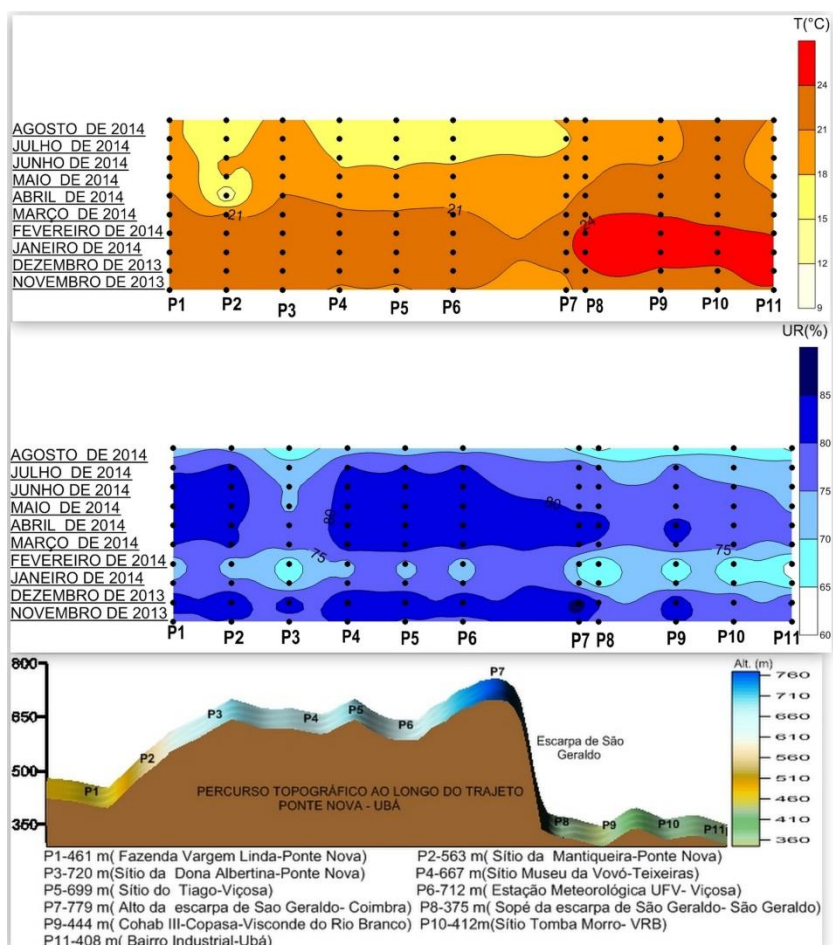 T(°C)
24
21
18
15
12
9
AGOSTO DE 2014
JULHO DE 2014
JUNHO DE 2014
MAIO DE 2014
ABRIL DE 2014
MARÇO DE 2014
FEVEREIRO DE 2014
JANEIRO DE 2014
DEZEMBRO DE 2013
NOVEMBRO DE 2013
21
21
24
P1 P2 P3 P4 P5 P6 P7 P8 P9 P10 P11
UR(%)
85
80
75
70
65
60
AGOSTO DE 2014
JULHO DE 2014
JUNHO DE 2014
MAIO DE 2014
ABRIL DE 2014
MARÇO DE 2014
FEVEREIRO DE 2014
JANEIRO DE 2014
DEZEMBRO DE 2013
NOVEMBRO DE 2013
80
80
75
75
P1 P2 P3 P4 P5 P6 P7 P8 P9 P10 P11
800
650
500
350
P1 P2 P3 P4 P5 P6 P7 P8 P9 P10 P11
Escarpa de São
Geraldo
PERCURSO TOPOGRÁFICO AO LONGO DO TRAJETO
PONTE NOVA - UBÁ
Alt. (m)
760
710
660
610
560
510
460
410
360
P1-461 m( Fazenda Vargem Linda-Ponte Nova) P2-563 m( Sítio da Mantiqueira-Ponte Nova)
P3-720 m(Sítio da Dona Albertina-Ponte Nova) P4-667 m(Sítio Museu da Vovó-Teixeiras)
P5-699 m( Sítio do Tiago-Viçosa) P6-712 m( Estação Meteorológica UFV- Viçosa)
P7-779 m( Alto da escarpa de Sao Geraldo- Coimbra) P8-375 m( Sopé da escarpa de São Geraldo- São Geraldo)
P9-444 m( Cohab III-Copasa-Visconde do Rio Branco) P10-412m(Sítio Tomba Morro- VRB)
P11-408 m( Bairro Industrial-Ubá)